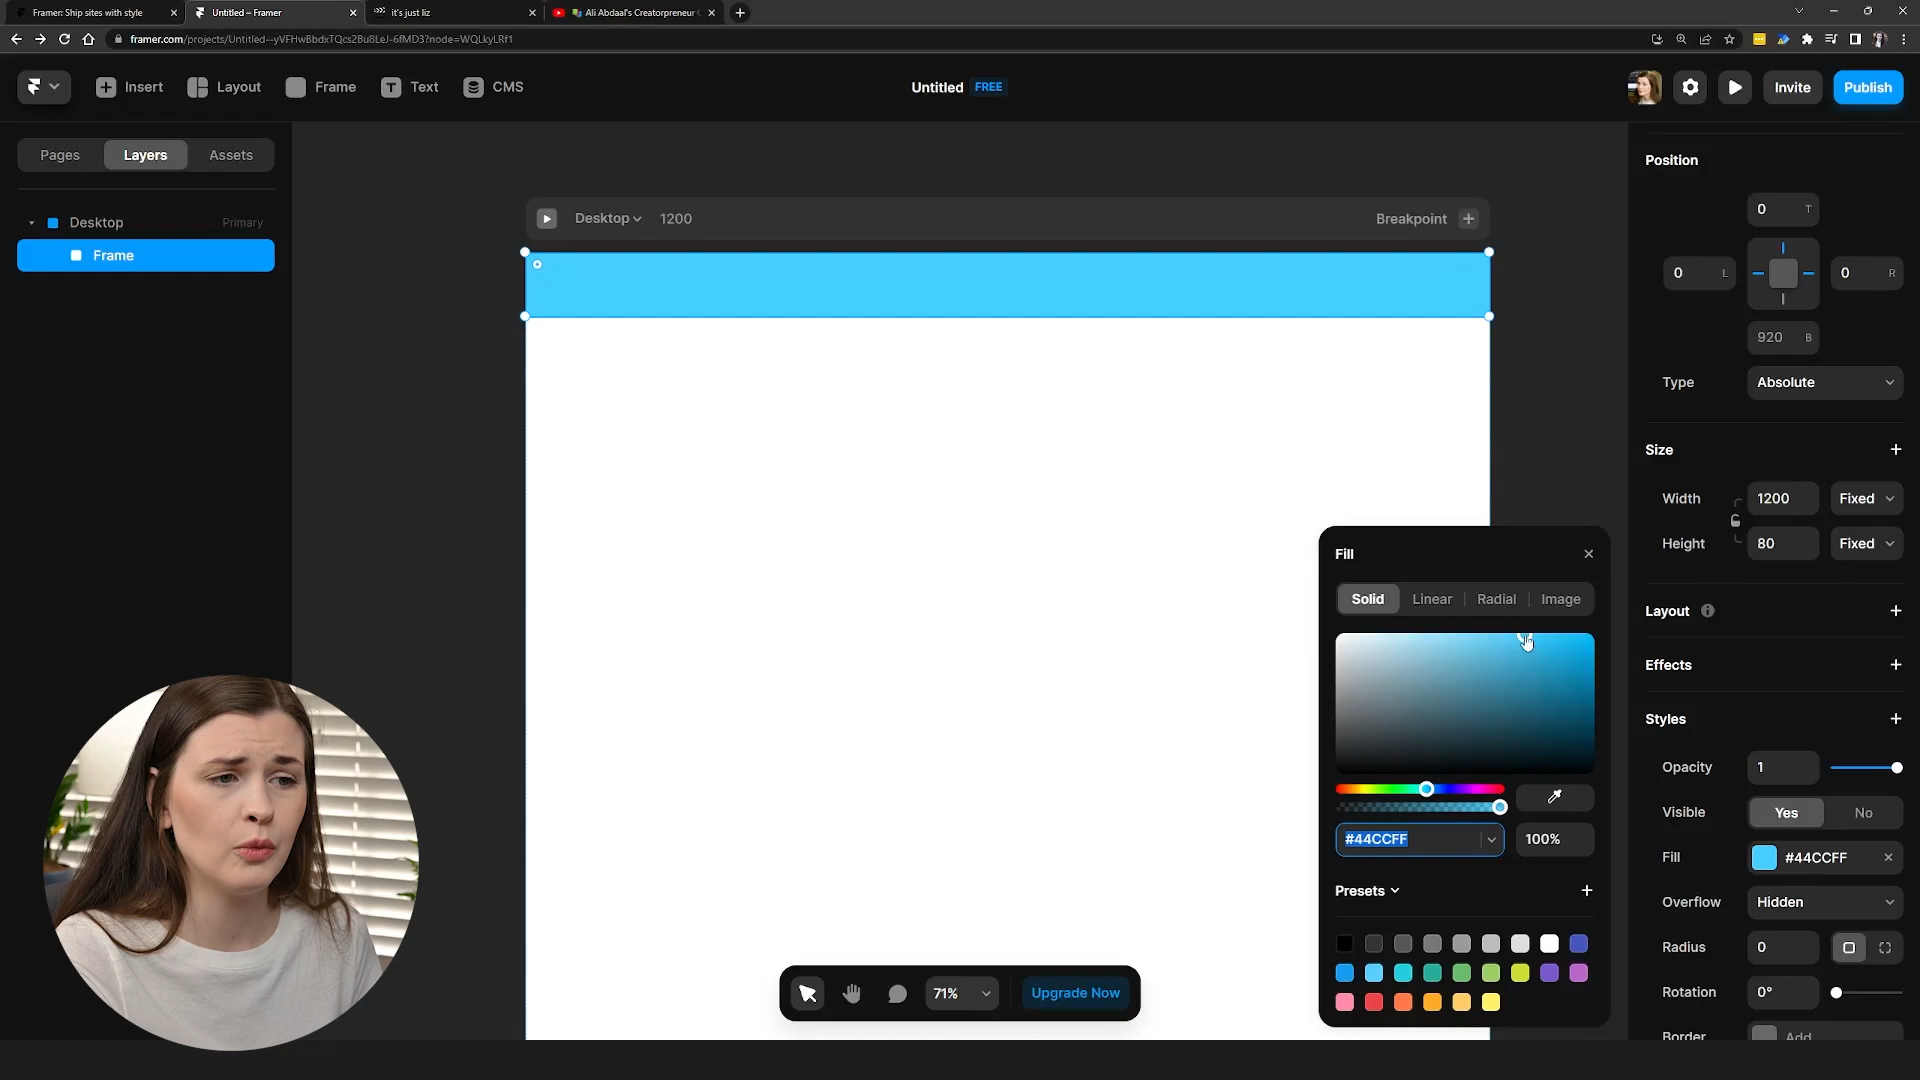 Framer: Ship sites with style
Untitled – Framer
it's just liz
Ali Abdaal's Creatorpreneur
framer.com/projects/Untitled--yVFHwBbdxTQcs2Bu8LeJ-6fMD3?node=WQLkyLRf1
Insert
Layout
Frame
T Text
CMS
Untitled FREE
Invite
Publish
Pages
Layers
Assets
Desktop
Primary
Frame
Desktop
1200
Breakpoint
Position
0 T
0 L
0 R
920 B
Type
Absolute
Size
Width
1200
Fixed
Height
80
Fixed
Layout
Effects
Styles
Opacity
1
Visible
Yes
No
Fill
#44CCFF
Overflow
Hidden
Radius
0
Rotation
0°
Border
Add
Fill
Solid
Linear
Radial
Image
#44CCFF
100%
Presets
71%
Upgrade Now